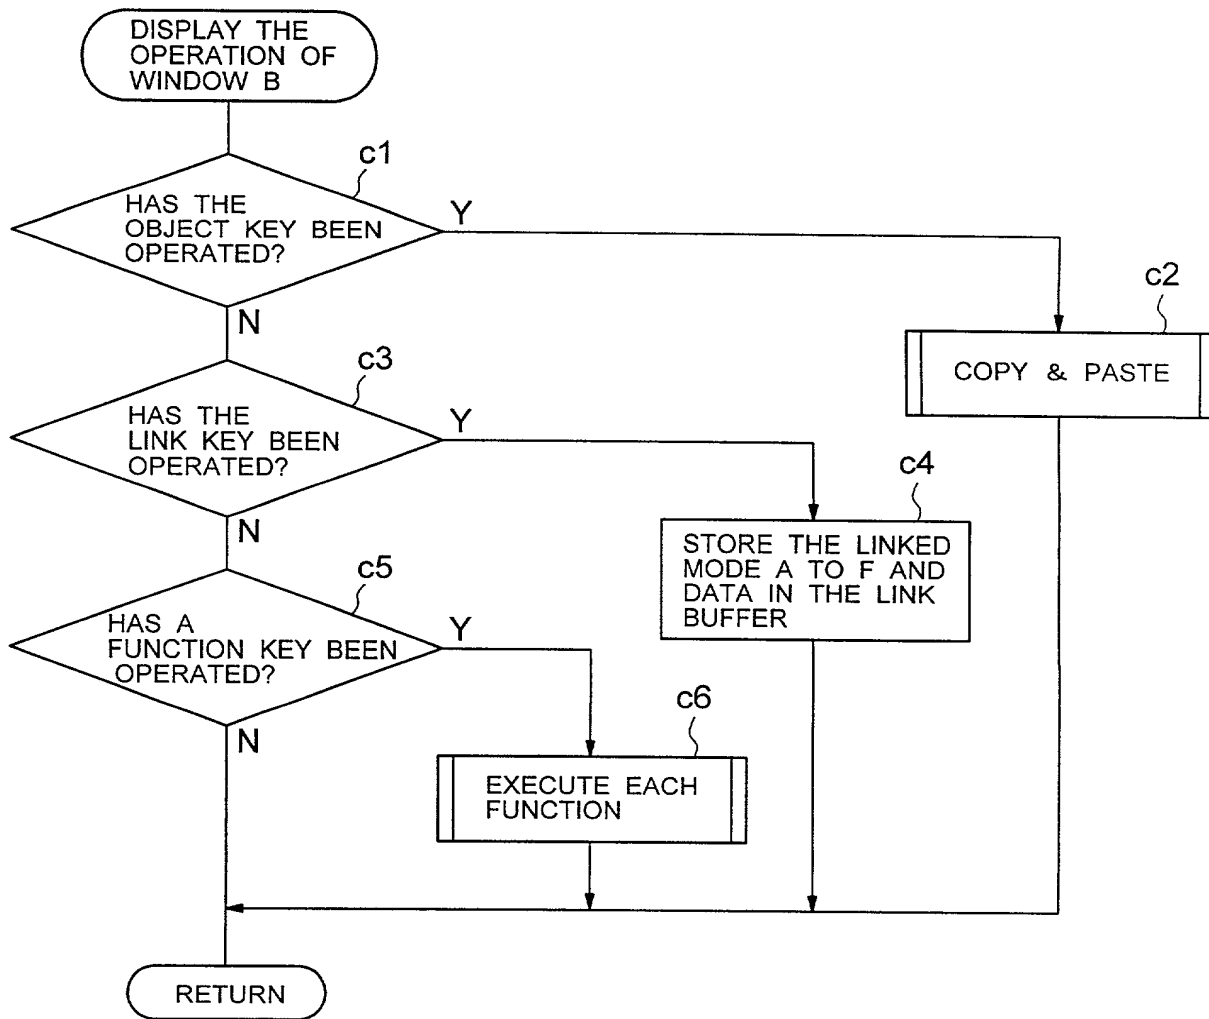 DISPLAY THE
OPERATION OF
WINDOW B
c1
HAS THE
OBJECT KEY BEEN
OPERATED?
Y
N
c2
COPY & PASTE
c3
HAS THE
LINK KEY BEEN
OPERATED?
Y
N
c4
STORE THE LINKED
MODE A TO F AND
DATA IN THE LINK
BUFFER
c5
HAS A
FUNCTION KEY BEEN
OPERATED?
Y
N
c6
EXECUTE EACH
FUNCTION
RETURN